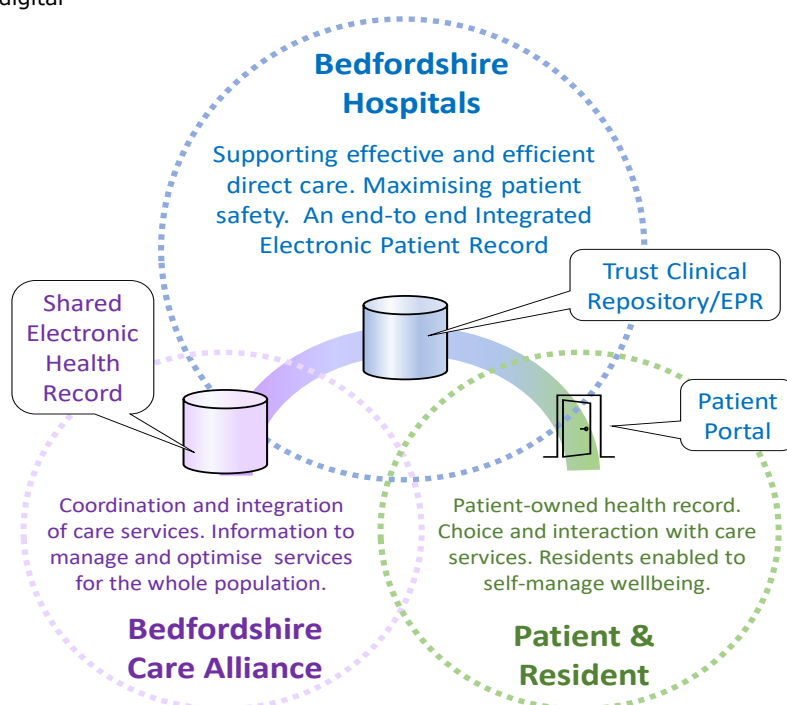 digital
Bedfordshire
Hospitals
Supporting effective and efficient
direct care. Maximising patient
safety.  An end-to end Integrated
Electronic Patient Record
Trust Clinical
Repository/EPR
Shared
Electronic
Health
Record
Patient
Portal
Coordination and integration
of care services. Information to
manage and optimise  services
for the whole population.
Bedfordshire
Care Alliance
Patient-owned health record.
Choice and interaction with care
services. Residents enabled to
self-manage wellbeing.
Patient &
Resident